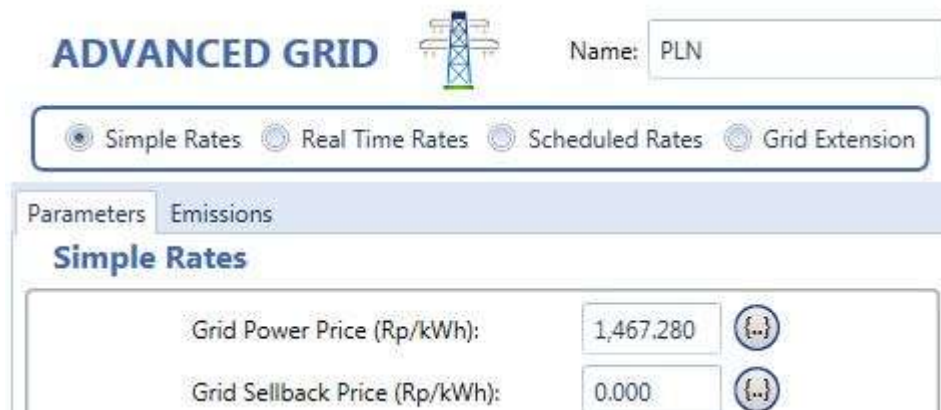 ADVANCED GRID Name: PLN
Simple Rates Real Time Rates Scheduled Rates Grid Extension
Parameters Emissions
Simple Rates
Grid Power Price (Rp/kWh): 1,467.280 {..}
Grid Sellback Price (Rp/kWh): 0.000 {..}